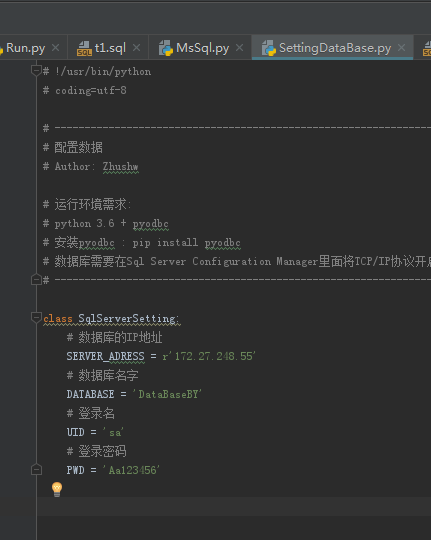 Run.py × t1.sql × MsSql.py × SettingDataBase.py ×
# !/usr/bin/python
# coding=utf-8
# ----------------------------------------------------------------
# 配置数据
# Author: Zhushw
# 运行环境需求:
# python 3.6 + pyodbc
# 安装pyodbc : pip install pyodbc
# 数据库需要在Sql Server Configuration Manager里面将TCP/IP协议开启
# ----------------------------------------------------------------
class SqlServerSetting:
# 数据库的IP地址
SERVER_ADRESS = r'172.27.248.55'
# 数据库名字
DATABASE = 'DataBaseBY'
# 登录名
UID = 'sa'
# 登录密码
PWD = 'Aa123456'